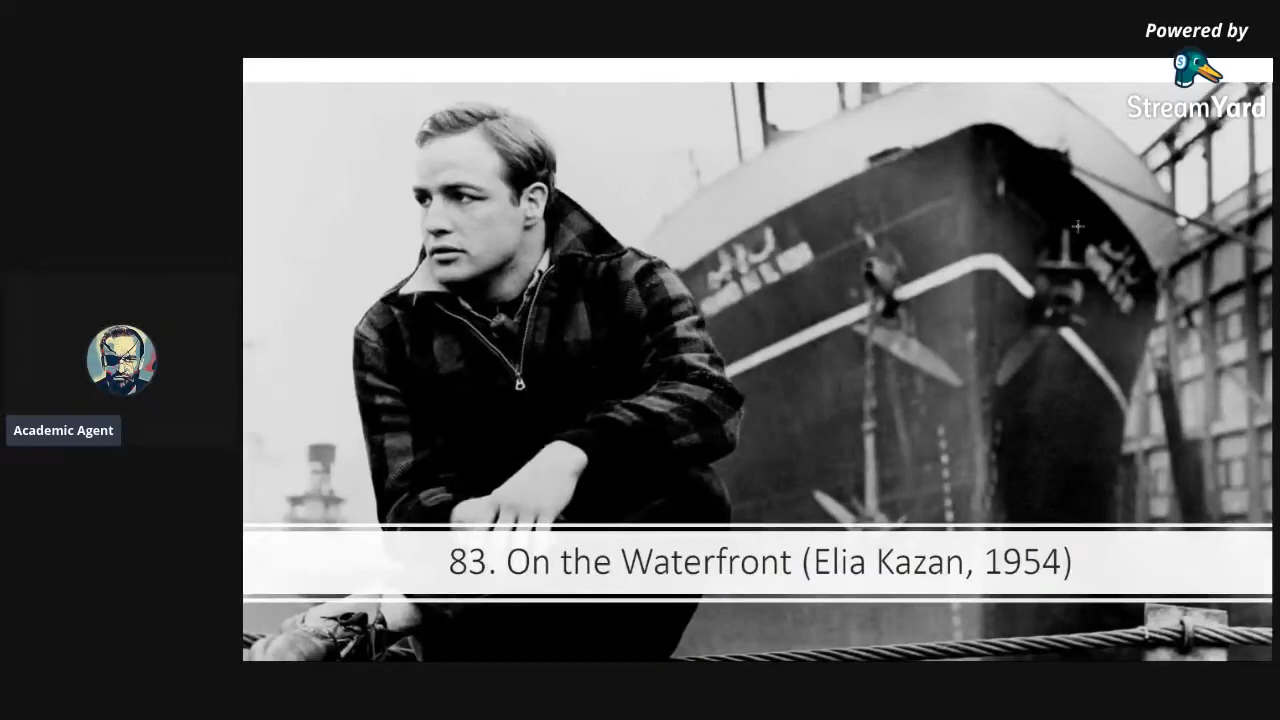 Powered by
StreamYard
Academic Agent
83. On the Waterfront (Elia Kazan, 1954)